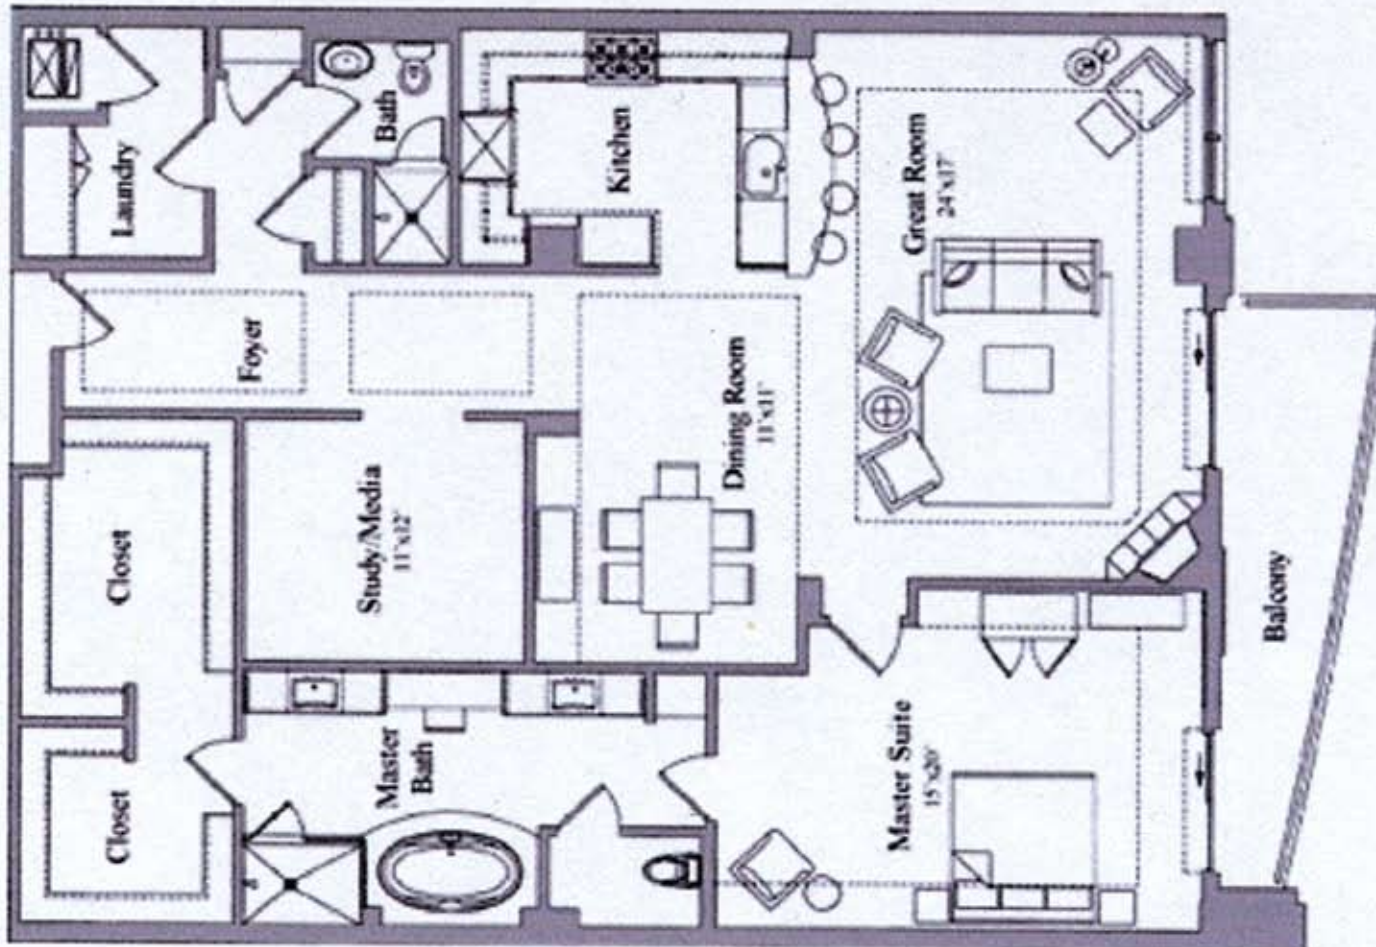 Laundry
Bath
Kitchen
Great Room
24'x17'
Foyer
Dining Room
11'x11'
Closet
Study/Media
11'x12'
Closet
Master
Bath
Master Suite
15'x20'
Balcony